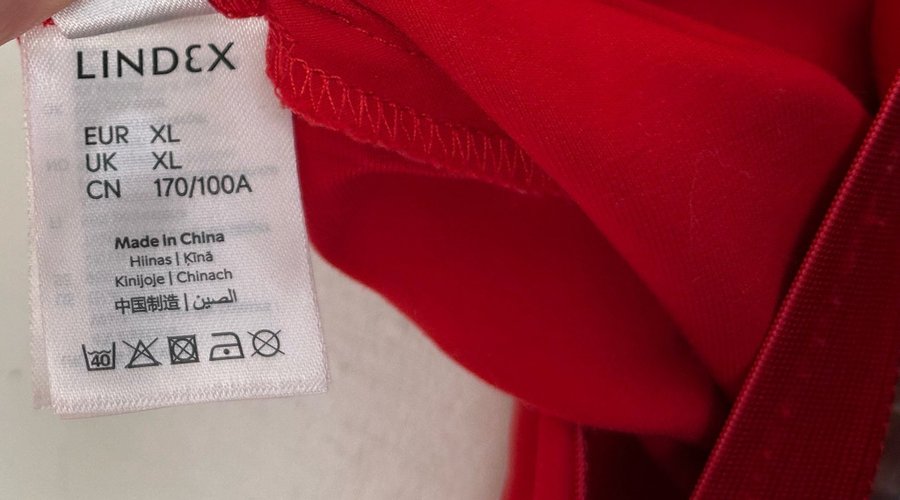 LINDEX
EUR XL
UK XL
CN 170/100A
Made in China
Hiinas | Ķīnā
Kinijoje | Chinach
中国制造 | الصين
40